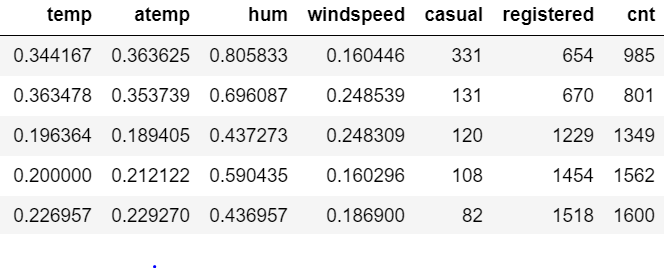 temp atemp hum windspeed casual registered cnt
0.344167 0.363625 0.805833 0.160446 331 654 985
0.363478 0.353739 0.696087 0.248539 131 670 801
0.196364 0.189405 0.437273 0.248309 120 1229 1349
0.200000 0.212122 0.590435 0.160296 108 1454 1562
0.226957 0.229270 0.436957 0.186900 82 1518 1600